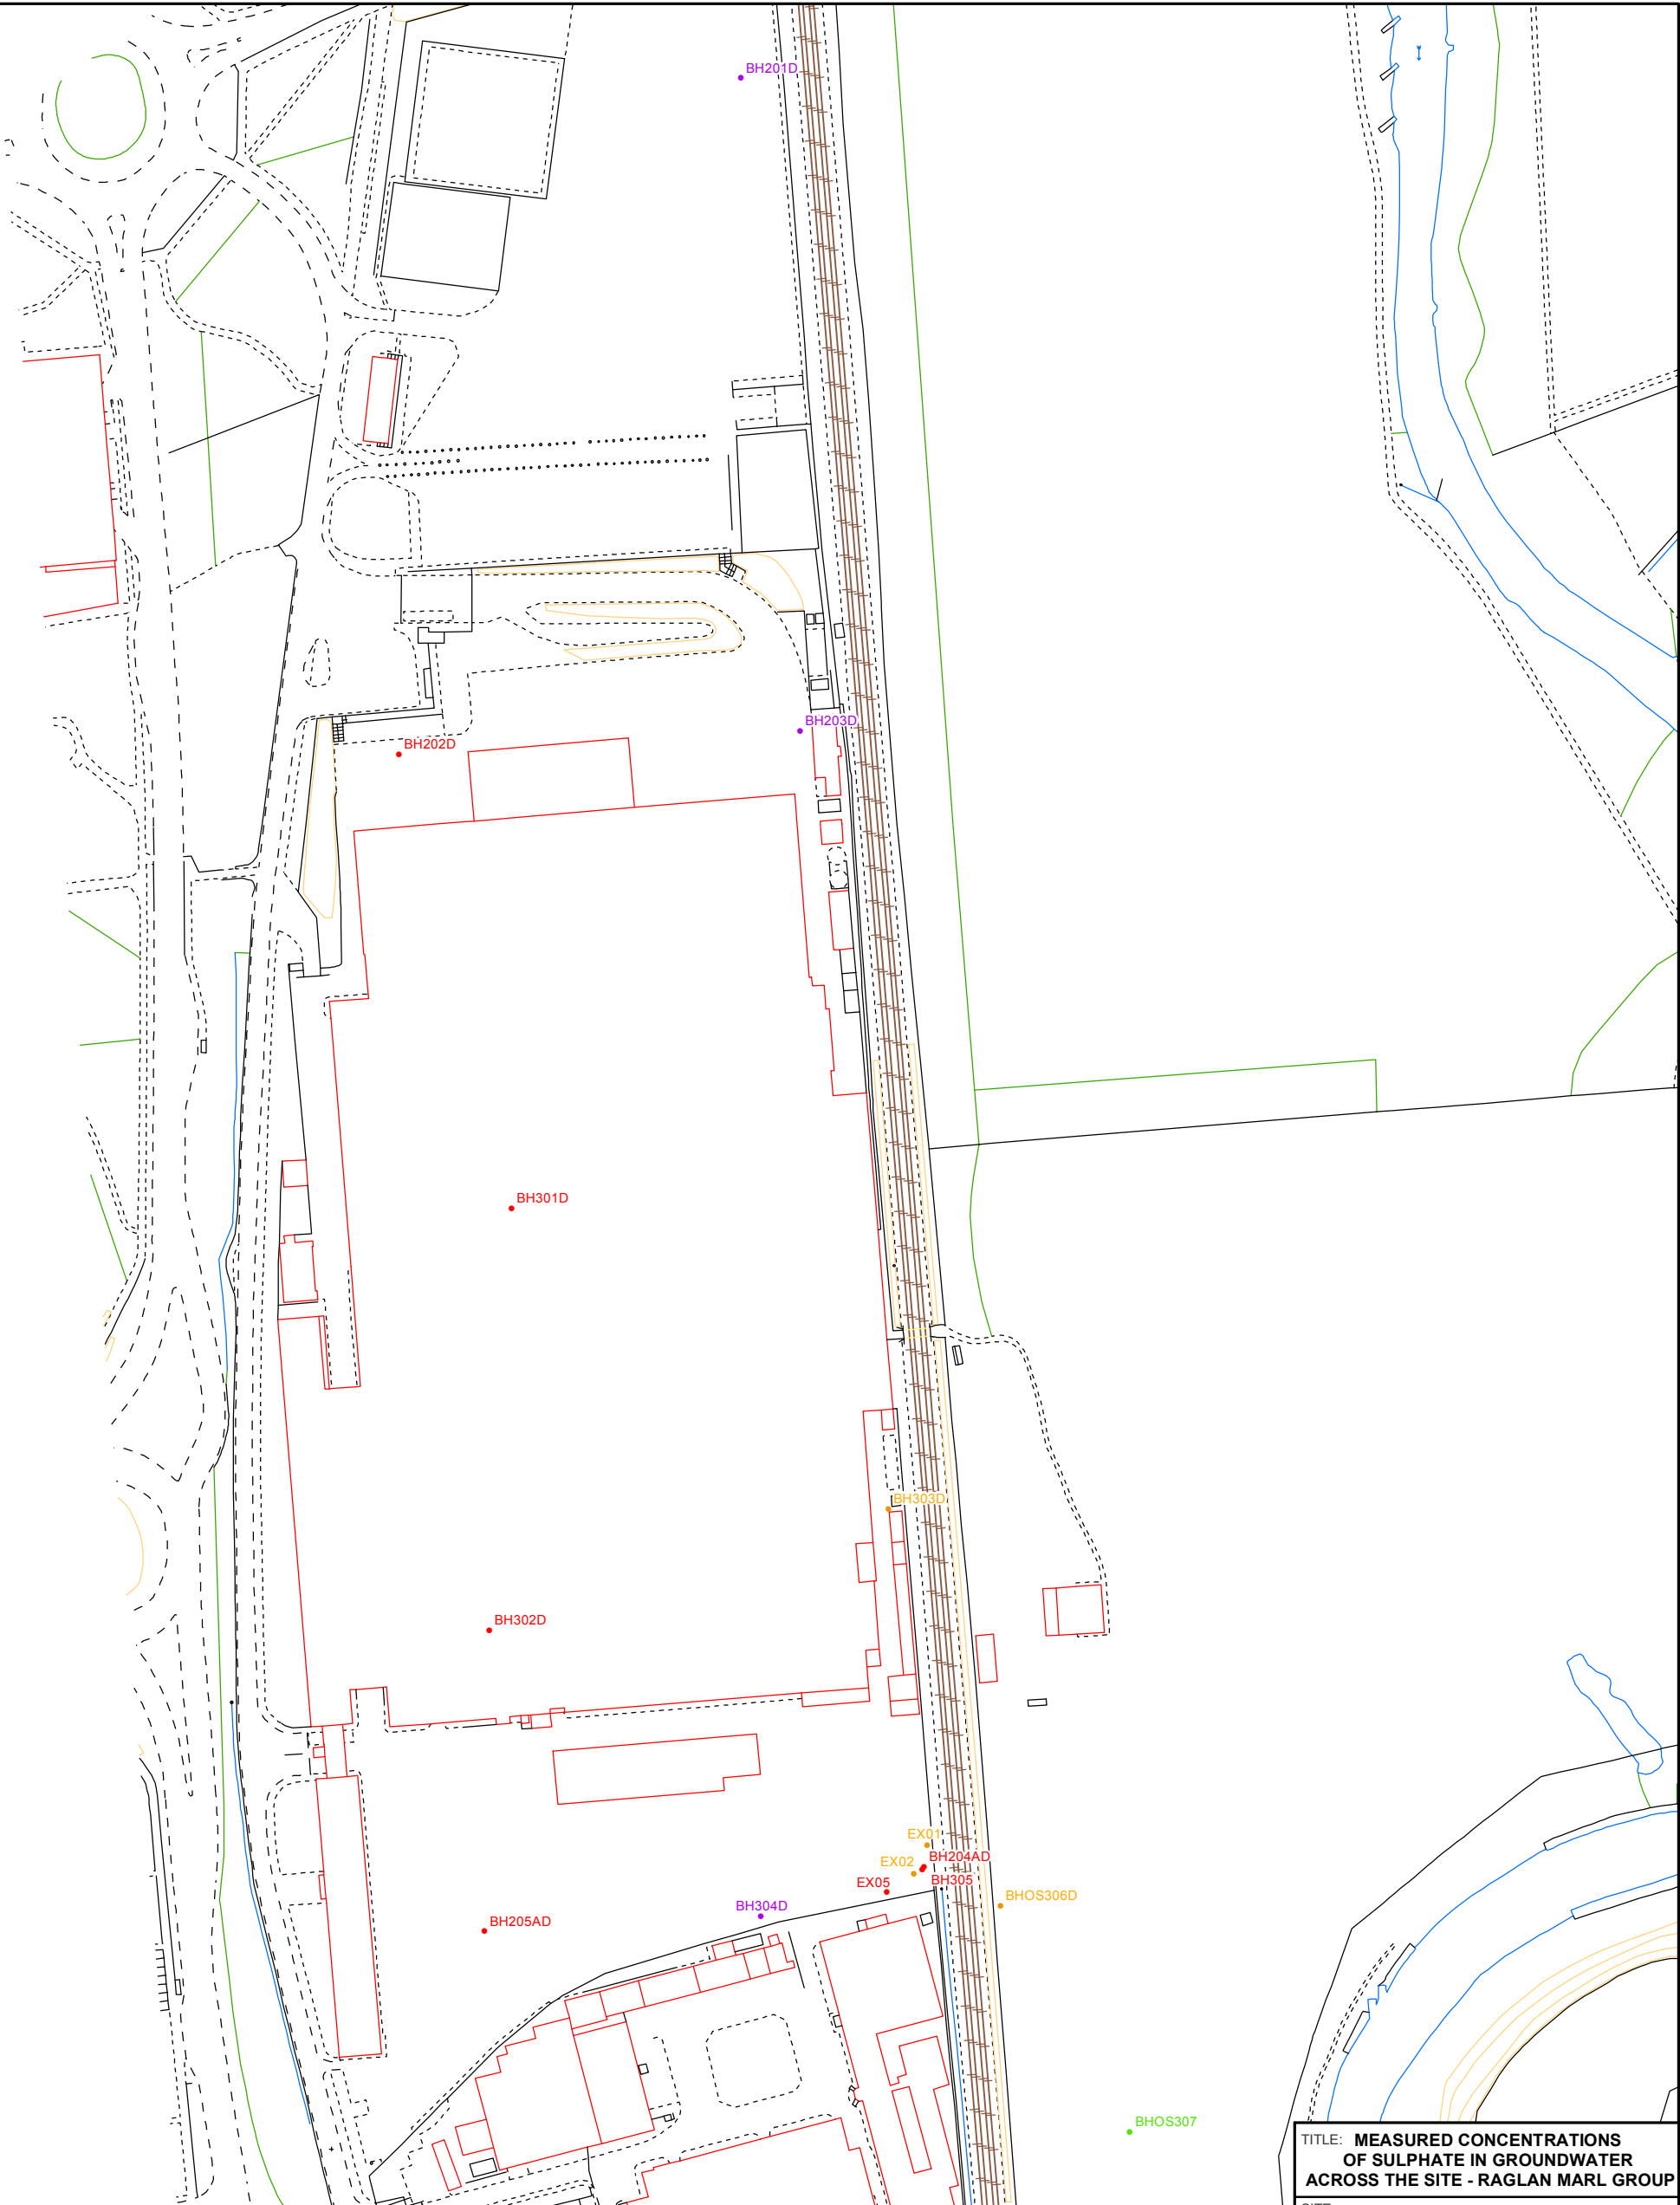 BH201D
BH203D
BH202D
BH301D
BH303D
BH302D
EX01
BH204AD
EX02
BH305
EX05
BHOS306D
BH304D
BH205AD
BHOS307
TITLE: MEASURED CONCENTRATIONS
OF SULPHATE IN GROUNDWATER
ACROSS THE SITE - RAGLAN MARL GROUP